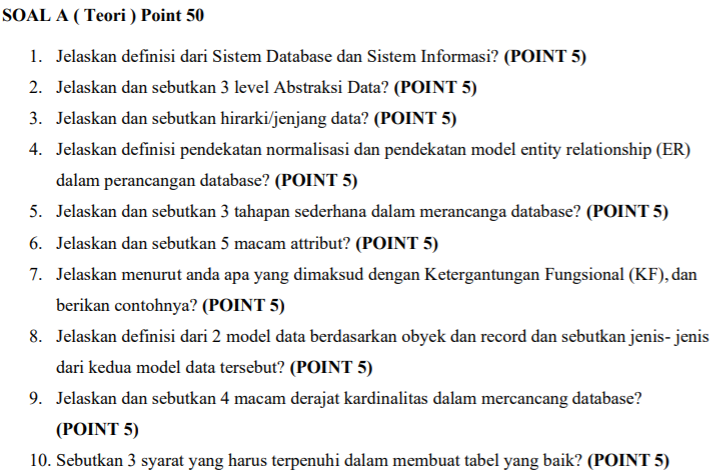 SOAL A ( Teori ) Point 50
1. Jelaskan definisi dari Sistem Database dan Sistem Informasi? (POINT 5)
2. Jelaskan dan sebutkan 3 level Abstraksi Data? (POINT 5)
3. Jelaskan dan sebutkan hirarki/jenjang data? (POINT 5)
4. Jelaskan definisi pendekatan normalisasi dan pendekatan model entity relationship (ER)
dalam perancangan database? (POINT 5)
5. Jelaskan dan sebutkan 3 tahapan sederhana dalam merancanga database? (POINT 5)
6. Jelaskan dan sebutkan 5 macam attribut? (POINT 5)
7. Jelaskan menurut anda apa yang dimaksud dengan Ketergantungan Fungsional (KF), dan
berikan contohnya? (POINT 5)
8. Jelaskan definisi dari 2 model data berdasarkan obyek dan record dan sebutkan jenis- jenis
dari kedua model data tersebut? (POINT 5)
9. Jelaskan dan sebutkan 4 macam derajat kardinalitas dalam mercancang database?
(POINT 5)
10. Sebutkan 3 syarat yang harus terpenuhi dalam membuat tabel yang baik? (POINT 5)